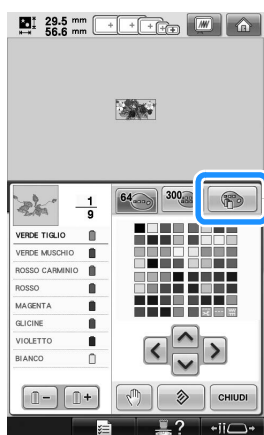 29.5 mm
56.6 mm
1
9
64
300
VERDE TIGLIO
VERDE MUSCHIO
ROSSO CARMINIO
ROSSO
MAGENTA
GLICINE
VIOLETTO
BIANCO
CHIUDI
?